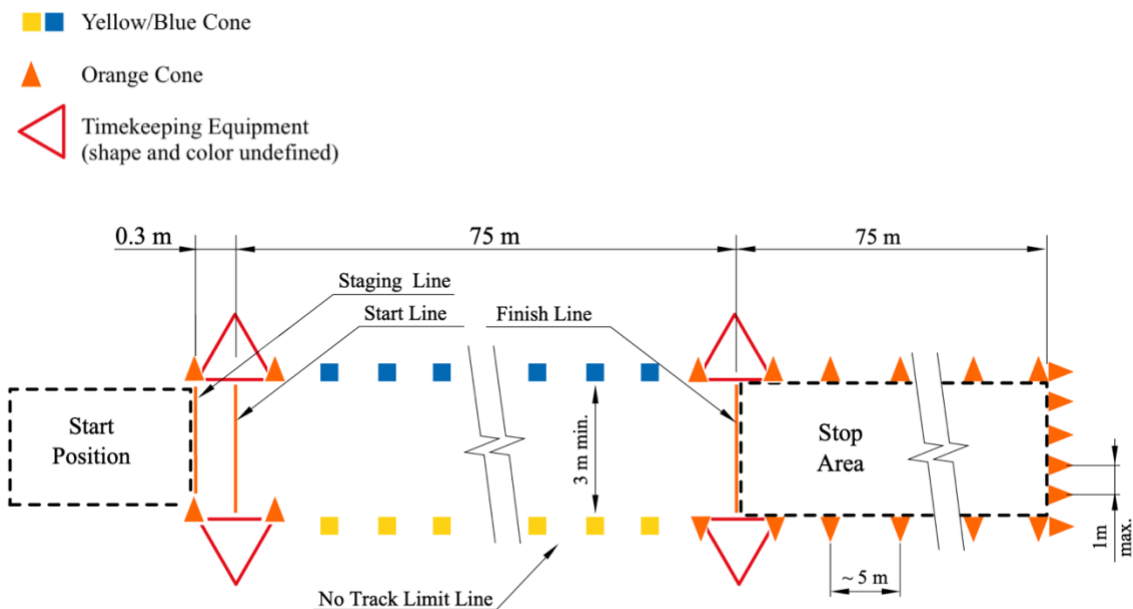 Yellow/Blue Cone
Orange Cone
Timekeeping Equipment
(shape and color undefined)
0.3 m
75 m
75 m
Staging Line
Start Line
Finish Line
Start
Position
3 m min.
Stop
Area
1m
max.
~ 5 m
No Track Limit Line